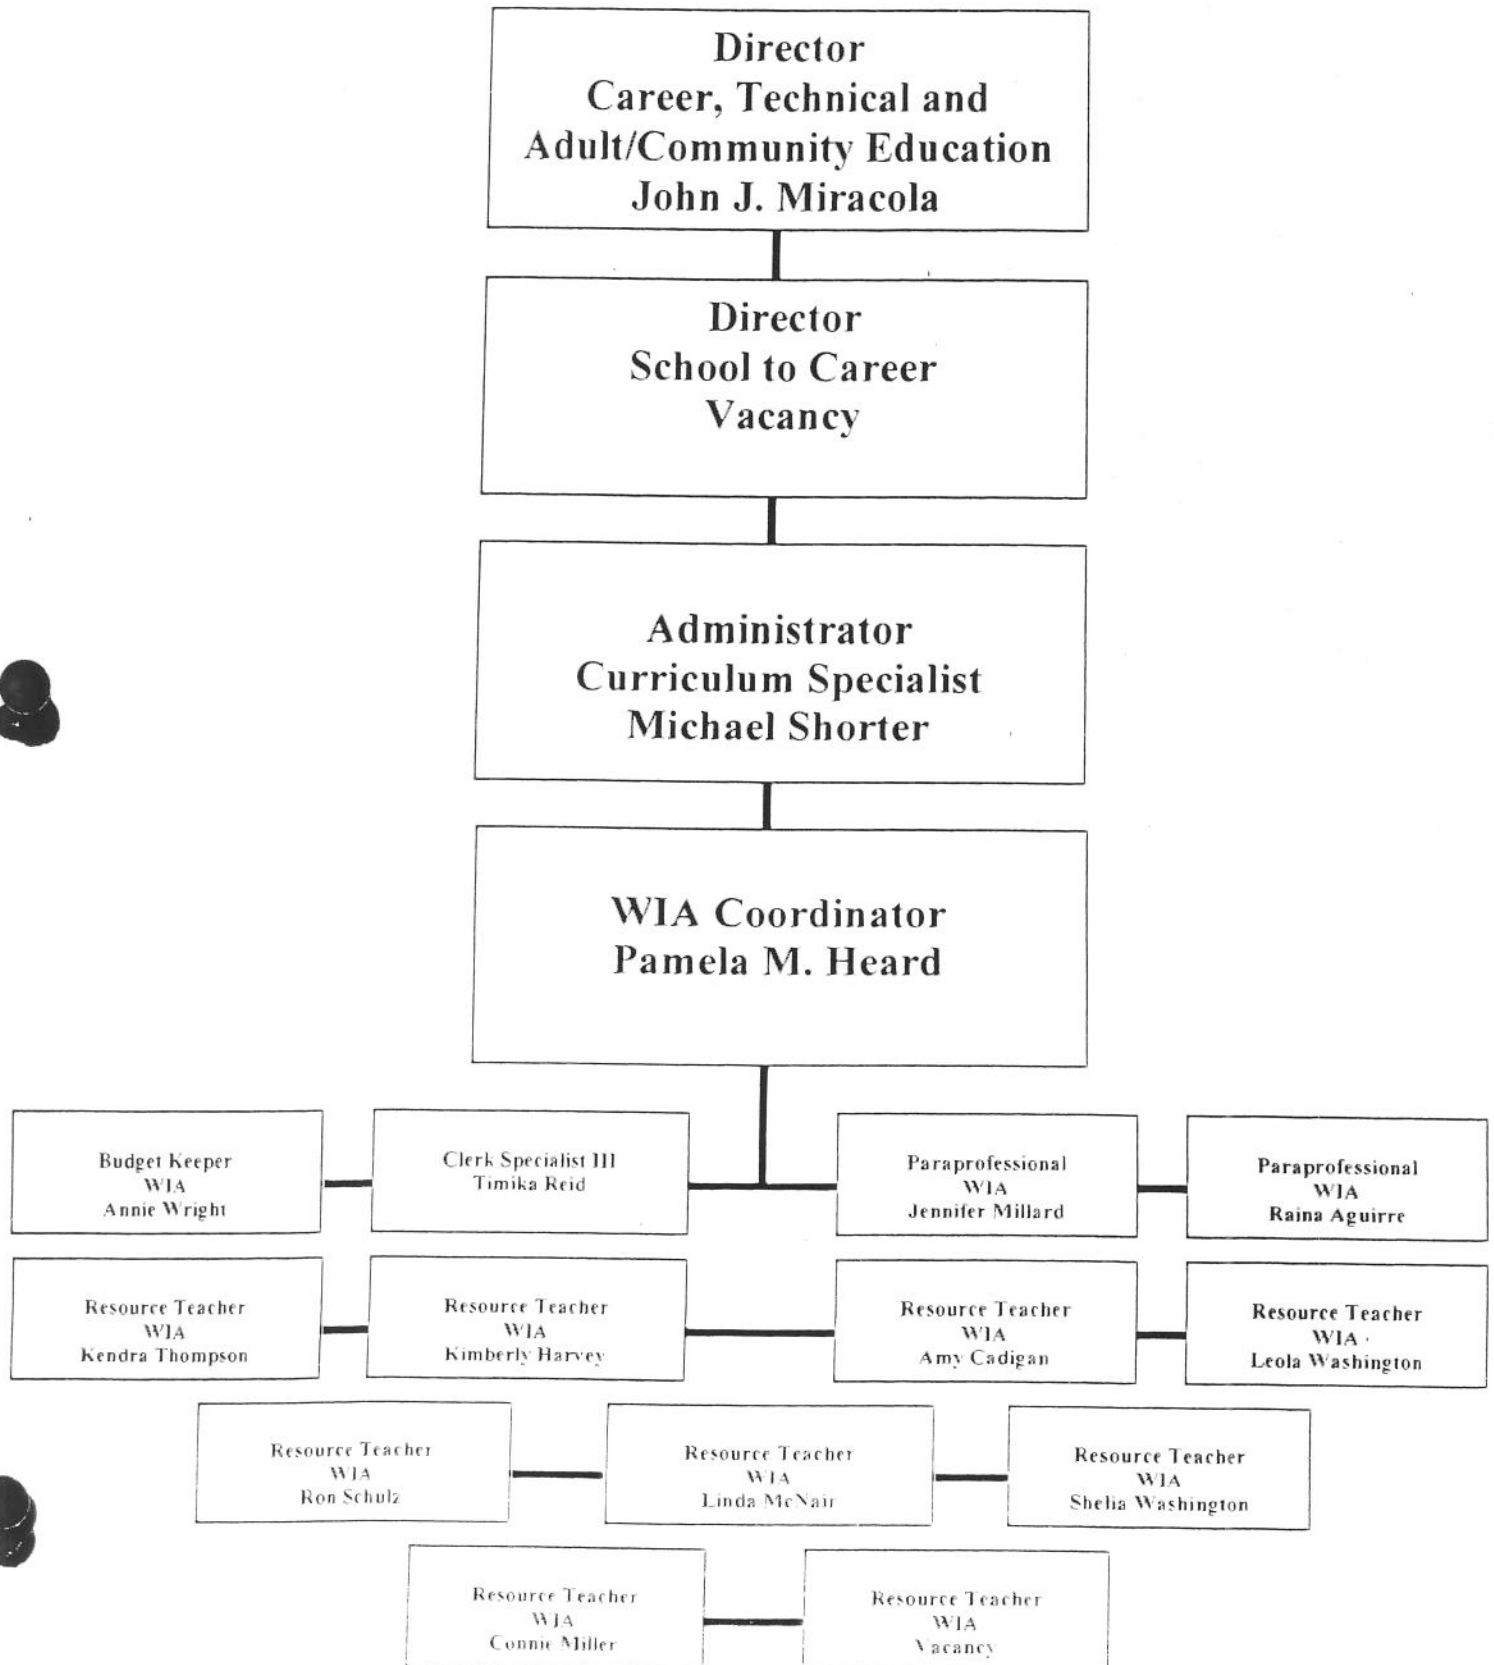 Director
Career, Technical and
Adult/Community Education
John J. Miracola
Director
School to Career
Vacancy
Administrator
Curriculum Specialist
Michael Shorter
WIA Coordinator
Pamela M. Heard
Budget Keeper
WIA
Annie Wright
Clerk Specialist III
Timika Reid
Paraprofessional
WIA
Jennifer Millard
Paraprofessional
WIA
Raina Aguirre
Resource Teacher
WIA
Kendra Thompson
Resource Teacher
WIA
Kimberly Harvey
Resource Teacher
WIA
Amy Cadigan
Resource Teacher
WIA
Leola Washington
Resource Teacher
WIA
Ron Schulz
Resource Teacher
WIA
Linda McNair
Resource Teacher
WIA
Shelia Washington
Resource Teacher
WIA
Connie Miller
Resource Teacher
WIA
Vacancy